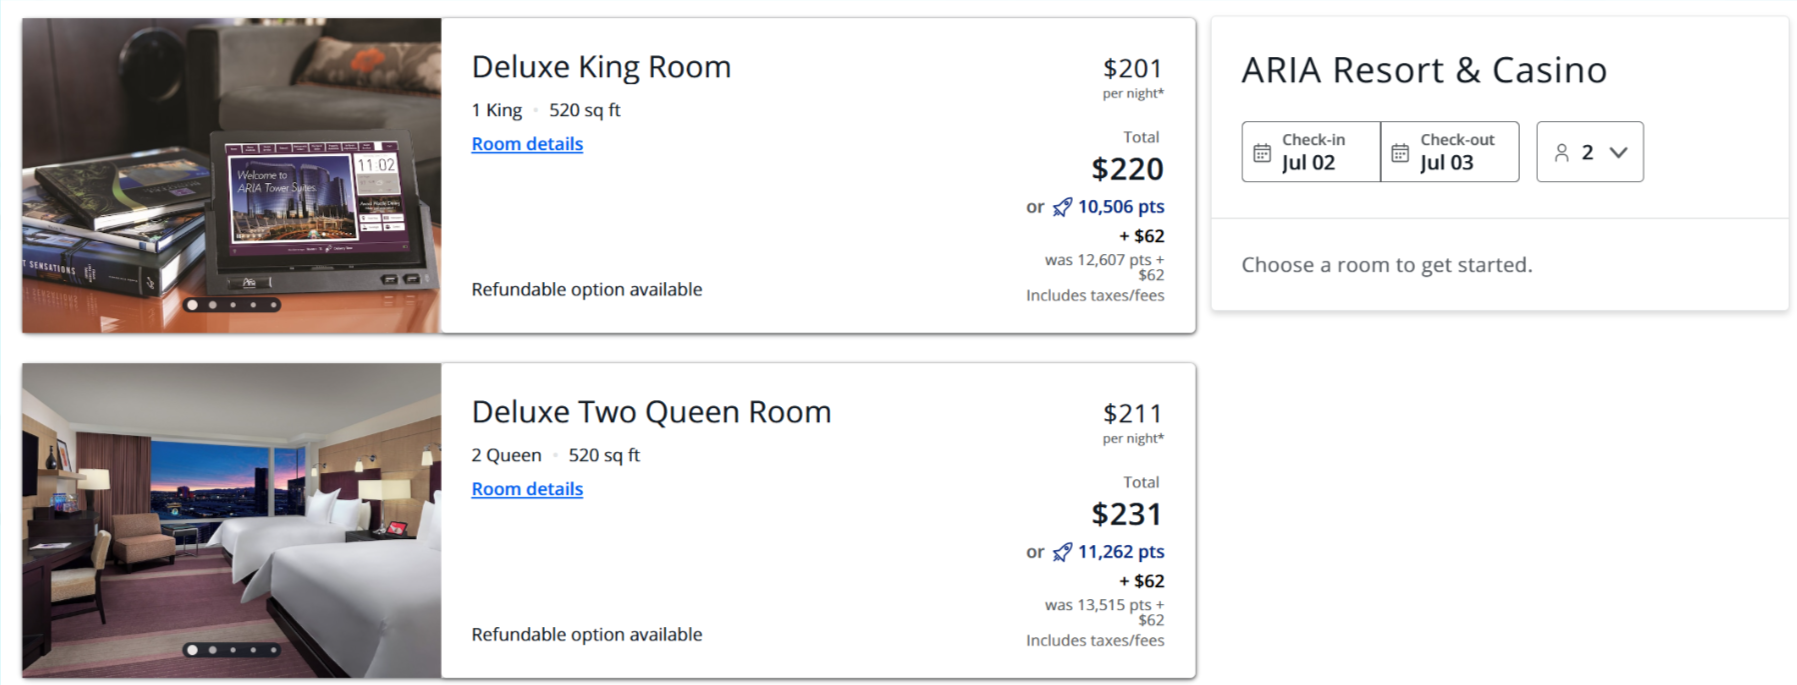 Deluxe King Room
1 King
520 sq ft
Room details
Refundable option available
$201
per night*
Total
$220
or 10,506 pts
+ $62
was 12,607 pts +
$62
Includes taxes/fees
11:02
Welcome to
ARIA Tower Suites.
T SENSATIONS
Deluxe Two Queen Room
2 Queen
520 sq ft
Room details
Refundable option available
$211
per night*
Total
$231
or 11,262 pts
+ $62
was 13,515 pts +
$62
Includes taxes/fees
ARIA Resort & Casino
Check-in
Jul 02
Check-out
Jul 03
2
Choose a room to get started.